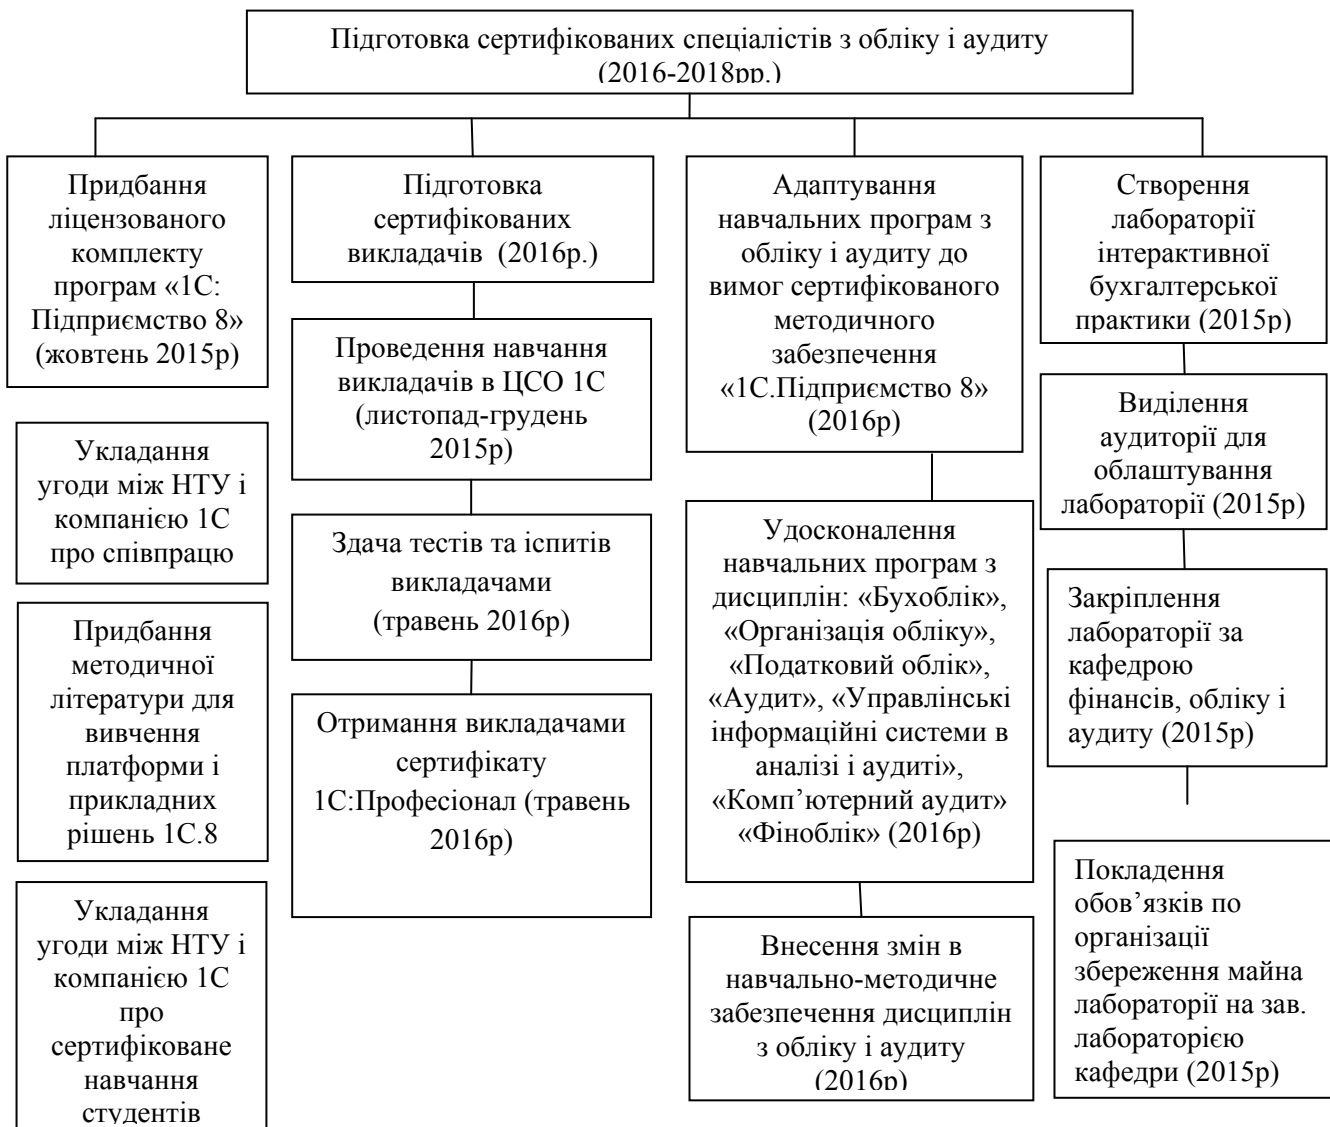 Підготовка сертифікованих спеціалістів з обліку і аудиту
(2016-2018рр.)
Придбання
ліцензованого
комплекту
програм «1С:
Підприємство 8»
(жовтень 2015р)
Укладання
угоди між НТУ і
компанією 1С
про співпрацю
Придбання
методичної
літератури для
вивчення
платформи і
прикладних
рішень 1С.8
Укладання
угоди між НТУ і
компанією 1С
про
сертифіковане
навчання
студентів
Підготовка
сертифікованих
викладачів (2016р.)
Проведення навчання
викладачів в ЦСО 1С
(листопад-грудень
2015р)
Здача тестів та іспитів
викладачами
(травень 2016р)
Отримання викладачами
сертифікату
1С:Професіонал (травень
2016р)
Адаптування
навчальних програм з
обліку і аудиту до
вимог сертифікованого
методичного
забезпечення
«1С.Підприємство 8»
(2016р)
Удосконалення
навчальних програм з
дисциплін: «Бухоблік»,
«Організація обліку»,
«Податковий облік»,
«Аудит», «Управлінські
інформаційні системи в
аналізі і аудиті»,
«Комп’ютерний аудит»
«Фіноблік» (2016р)
Внесення змін в
навчально-методичне
забезпечення дисциплін
з обліку і аудиту
(2016р)
Створення
лабораторії
інтерактивної
бухгалтерської
практики (2015р)
Виділення
аудиторії для
облаштування
лабораторії (2015р)
Закріплення
лабораторії за
кафедрою
фінансів, обліку і
аудиту (2015р)
Покладення
обов’язків по
організації
збереження майна
лабораторії на зав.
лабораторією
кафедри (2015р)